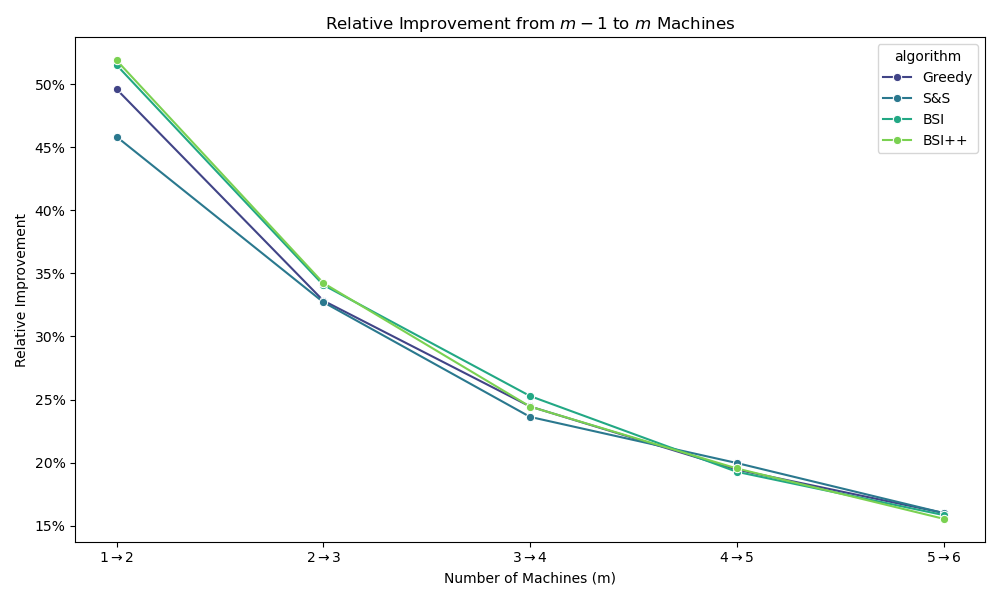 Relative Improvement from m − 1 to m Machines
algorithm
Greedy
S&S
BSI
BSI++
Relative Improvement
50%
45%
40%
35%
30%
25%
20%
15%
1→2
2→3
3→4
4→5
5→6
Number of Machines (m)